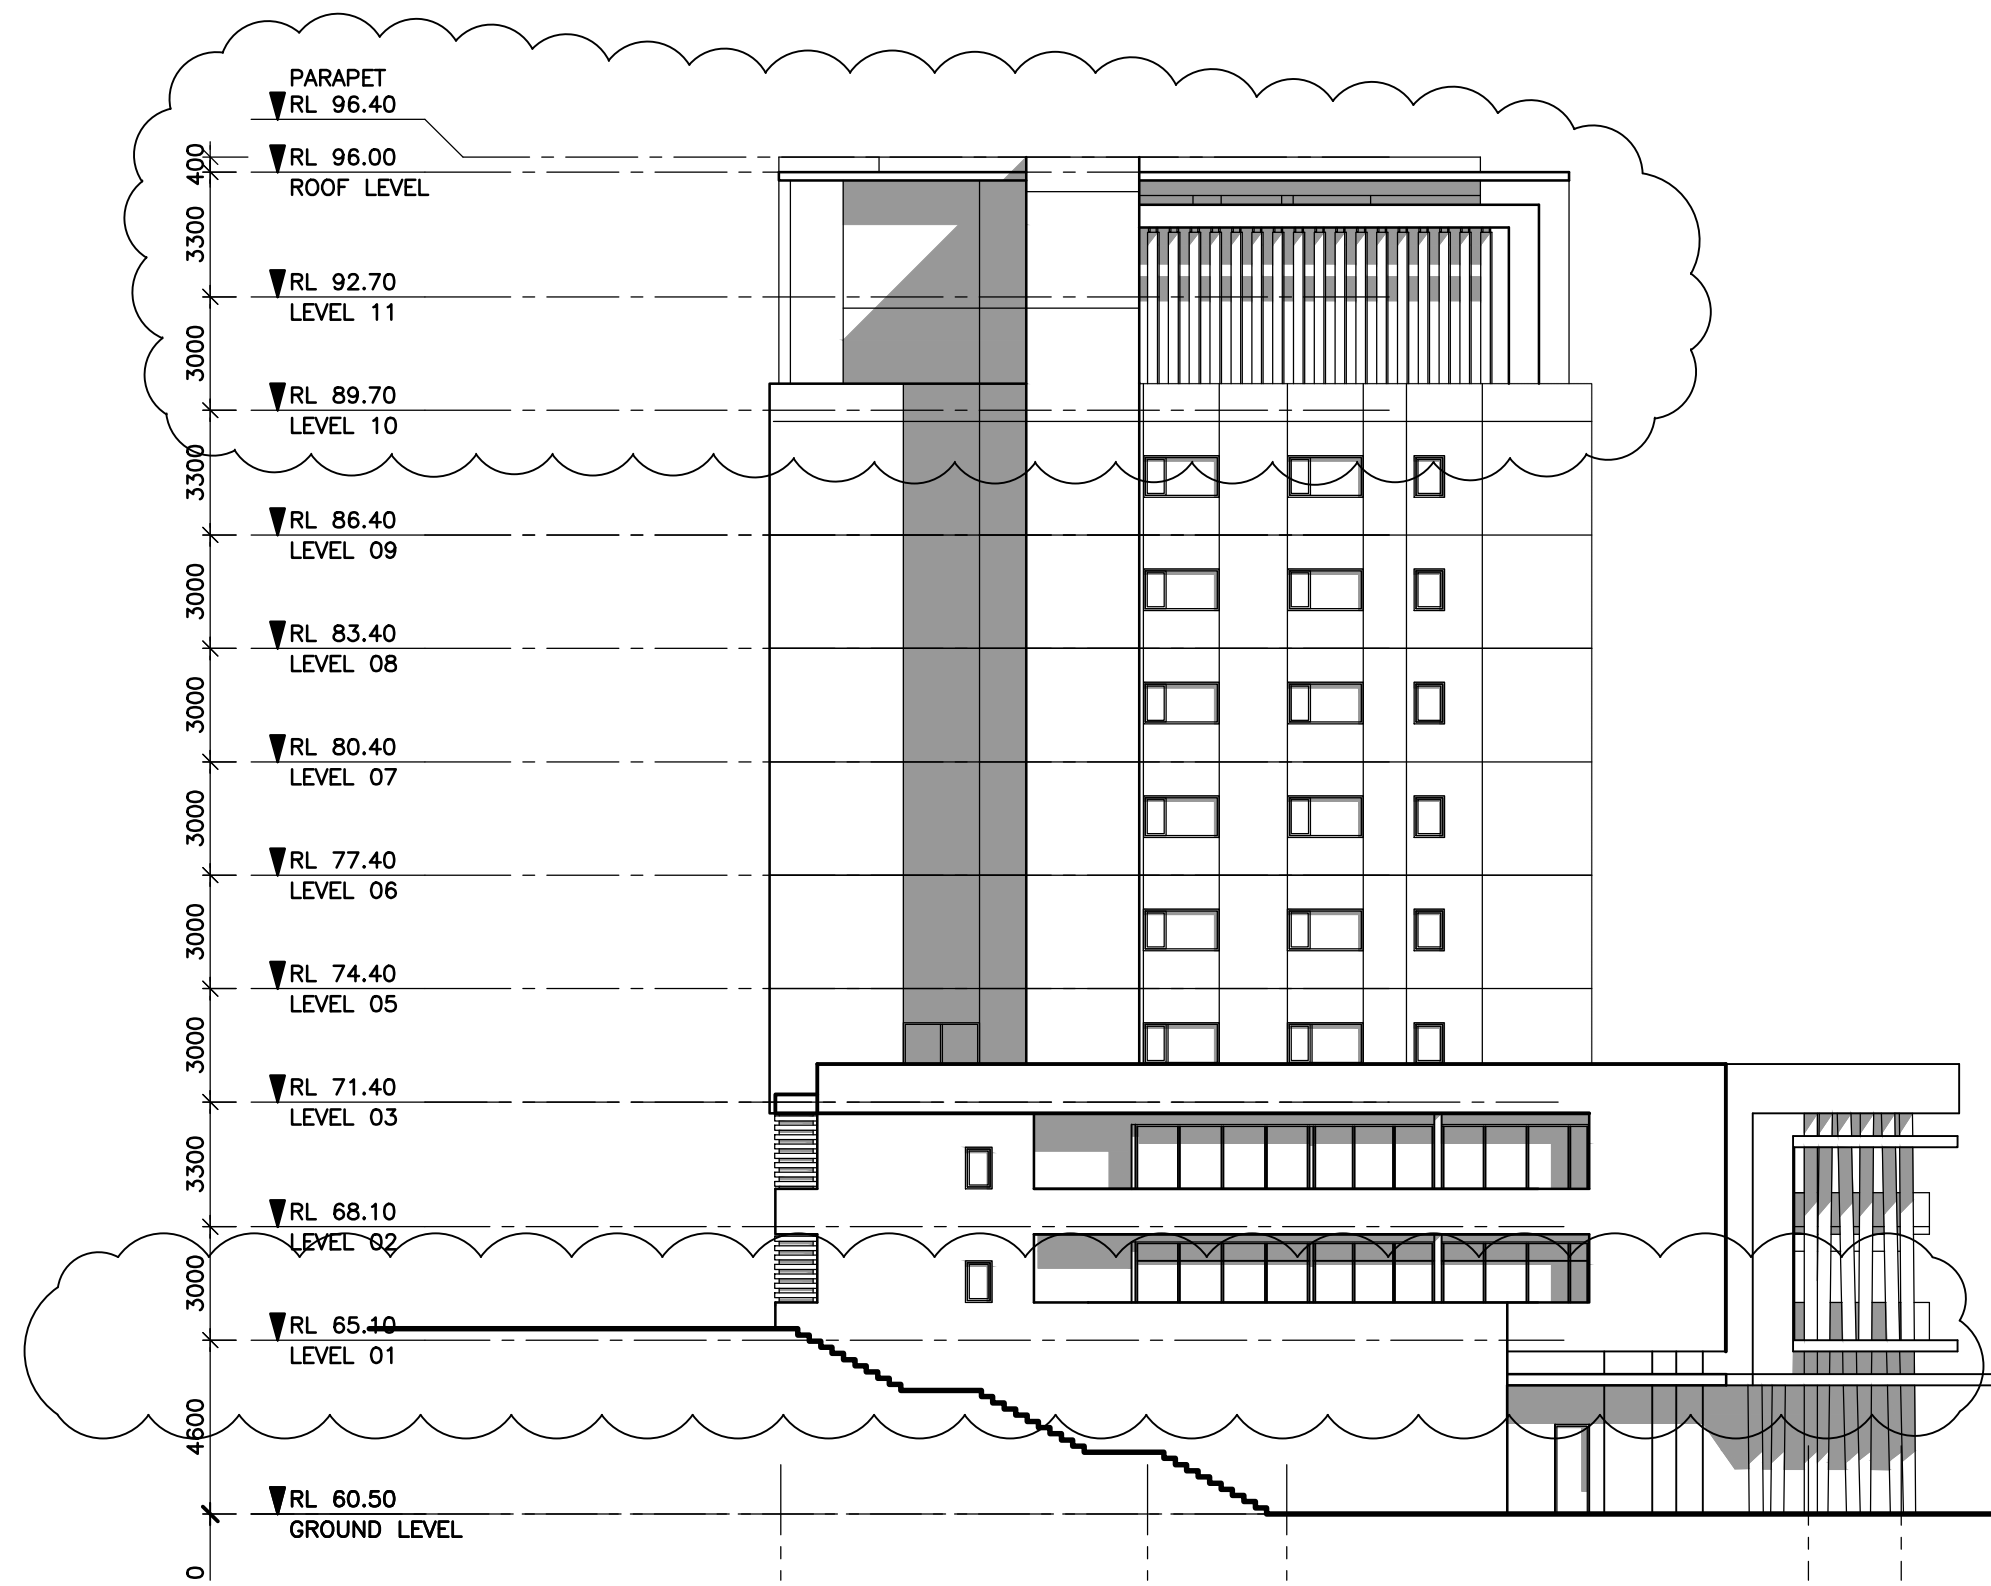 PARAPET
RL 96.40
400
RL 96.00
ROOF LEVEL
3300
RL 92.70
LEVEL 11
3000
RL 89.70
LEVEL 10
3300
RL 86.40
LEVEL 09
3000
RL 83.40
LEVEL 08
3000
RL 80.40
LEVEL 07
3000
RL 77.40
LEVEL 06
3000
RL 74.40
LEVEL 05
3000
RL 71.40
LEVEL 03
3300
RL 68.10
LEVEL 02
3000
RL 65.10
LEVEL 01
4600
RL 60.50
GROUND LEVEL
0